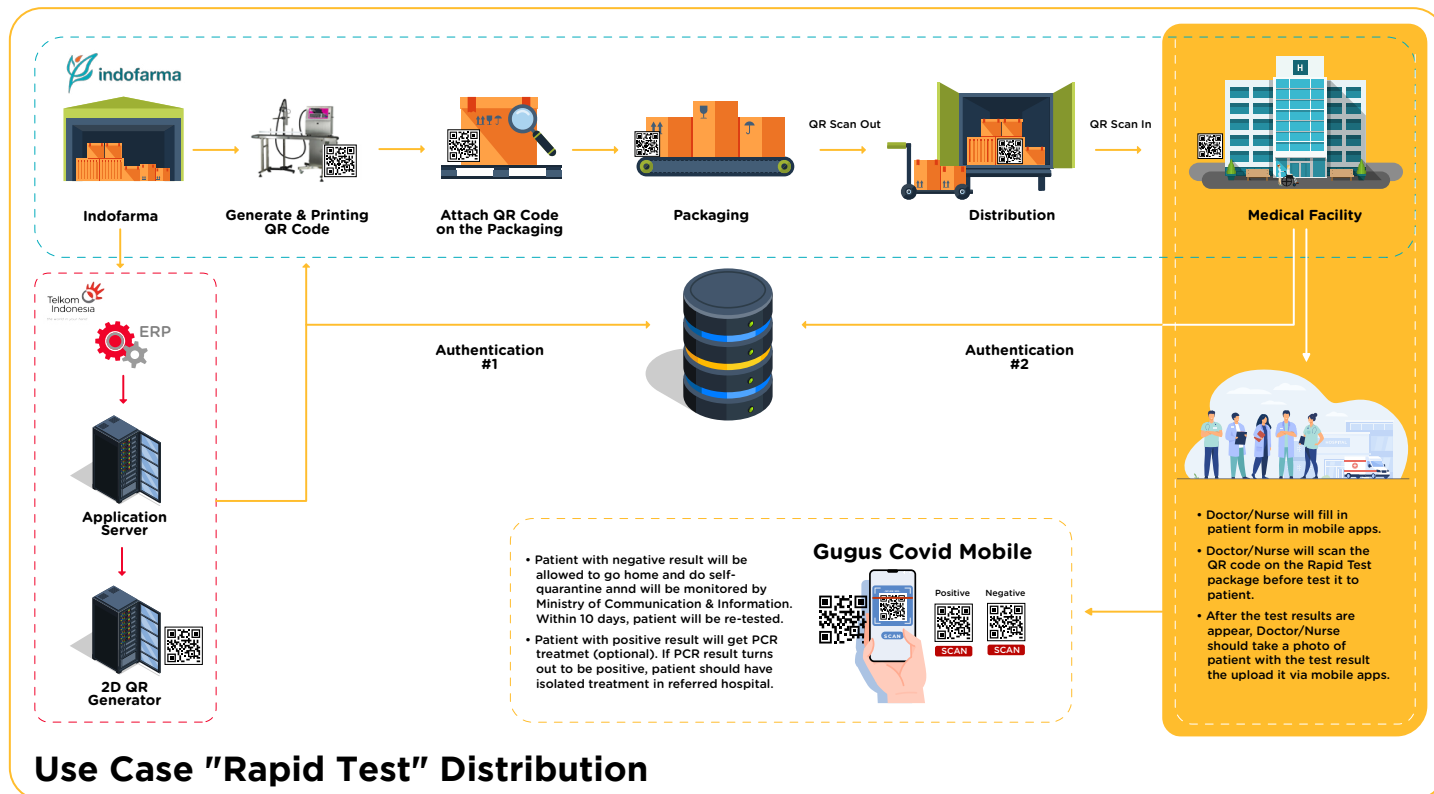 indofarma
QR Scan Out
QR Scan In
H
Indofarma
Generate & Printing
QR Code
Attach QR Code
on the Packaging
Packaging
Distribution
Medical Facility
Telkom
Indonesia
ERP
Application
Server
2D QR
Generator
Authentication
#1
Authentication
#2
• Doctor/Nurse will fill in
patient form in mobile apps.
• Doctor/Nurse will scan the
QR code on the Rapid Test
package before test it to
patient.
• After the test results are
appear, Doctor/Nurse
should take a photo of
patient with the test result
the upload it via mobile apps.
• Patient with negative result will be
allowed to go home and do self-
quarantine annd will be monitored by
Ministry of Communication & Information.
Within 10 days, patient will be re-tested.
• Patient with positive result will get PCR
treatmet (optional). If PCR result turns
out to be positive, patient should have
isolated treatment in referred hospital.
Gugus Covid Mobile
SCAN
Positive
Negative
SCAN
SCAN
Use Case "Rapid Test" Distribution